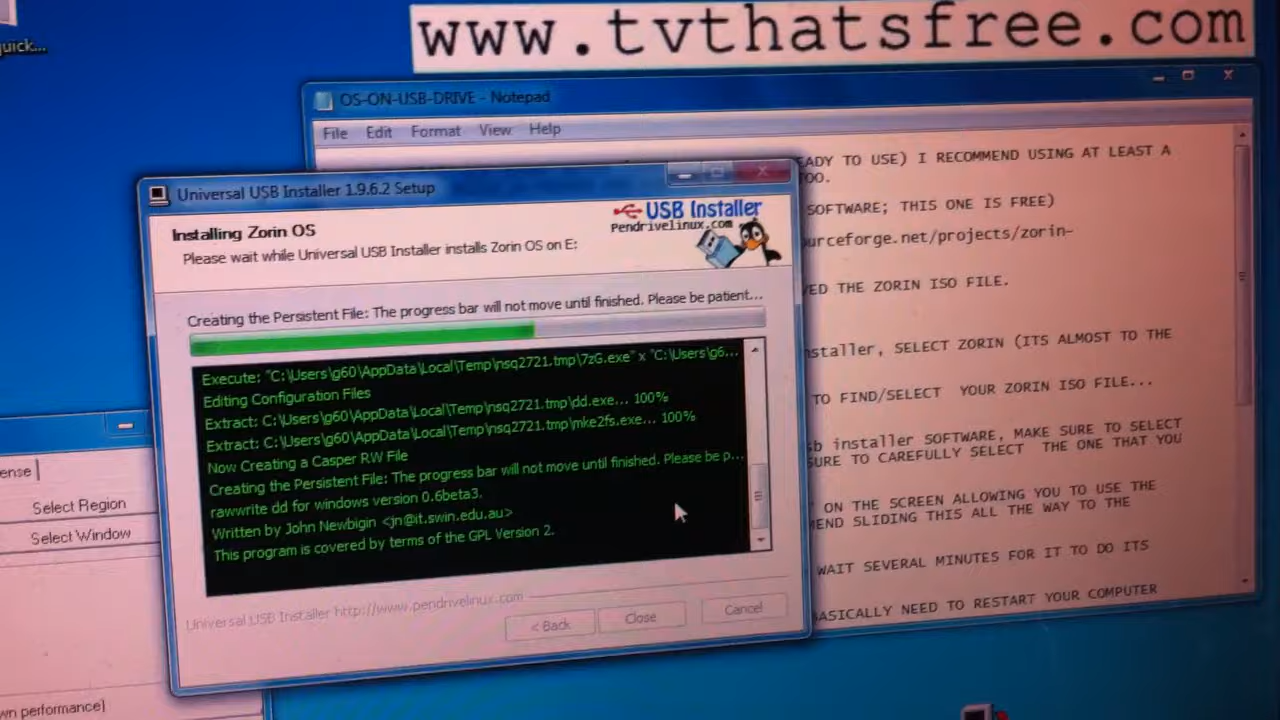 www.tvthatsfree.com
quick...
OS-ON-USB-DRIVE - Notepad
File Edit Format View Help
EADY TO USE) I RECOMMEND USING AT LEAST A
TOO.
SOFTWARE; THIS ONE IS FREE)
ourceforge.net/projects/zorin-
VED THE ZORIN ISO FILE.
nstaller, SELECT ZORIN (ITS ALMOST TO THE
TO FIND/SELECT YOUR ZORIN ISO FILE...
sb installer SOFTWARE, MAKE SURE TO SELECT
SURE TO CAREFULLY SELECT THE ONE THAT YOU
ON THE SCREEN ALLOWING YOU TO USE THE
MEND SLIDING THIS ALL THE WAY TO THE
WAIT SEVERAL MINUTES FOR IT TO DO ITS
BASICALLY NEED TO RESTART YOUR COMPUTER
Universal USB Installer 1.9.6.2 Setup
Installing Zorin OS
Please wait while Universal USB Installer installs Zorin OS on E:
USB Installer
Pendrivelinux.com
Creating the Persistent File: The progress bar will not move until finished. Please be patient...
Execute: "C:\Users\g60\AppData\Local\Temp\nsq2721.tmp\7zG.exe" x "C:\Users\g6...
Editing Configuration Files
Extract: C:\Users\g60\AppData\Local\Temp\nsq2721.tmp\dd.exe... 100%
Extract: C:\Users\g60\AppData\Local\Temp\nsq2721.tmp\mke2fs.exe... 100%
Now Creating a Casper RW File
Creating the Persistent File: The progress bar will not move until finished. Please be p...
rawwrite dd for windows version 0.6beta3.
Written by John Newbigin <jn@it.swin.edu.au>
This program is covered by terms of the GPL Version 2.
Universal USB Installer http://www.pendrivelinux.com
< Back Close Cancel
ense
Select Region
Select Window
wn performance]